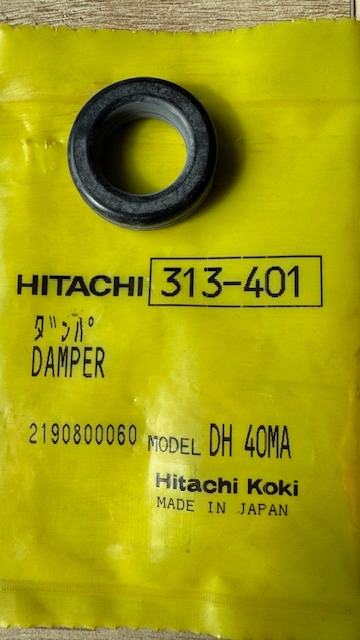 HITACHI 313-401
ダンパ
DAMPER
2190800060 MODEL DH 40MA
Hitachi Koki
MADE IN JAPAN